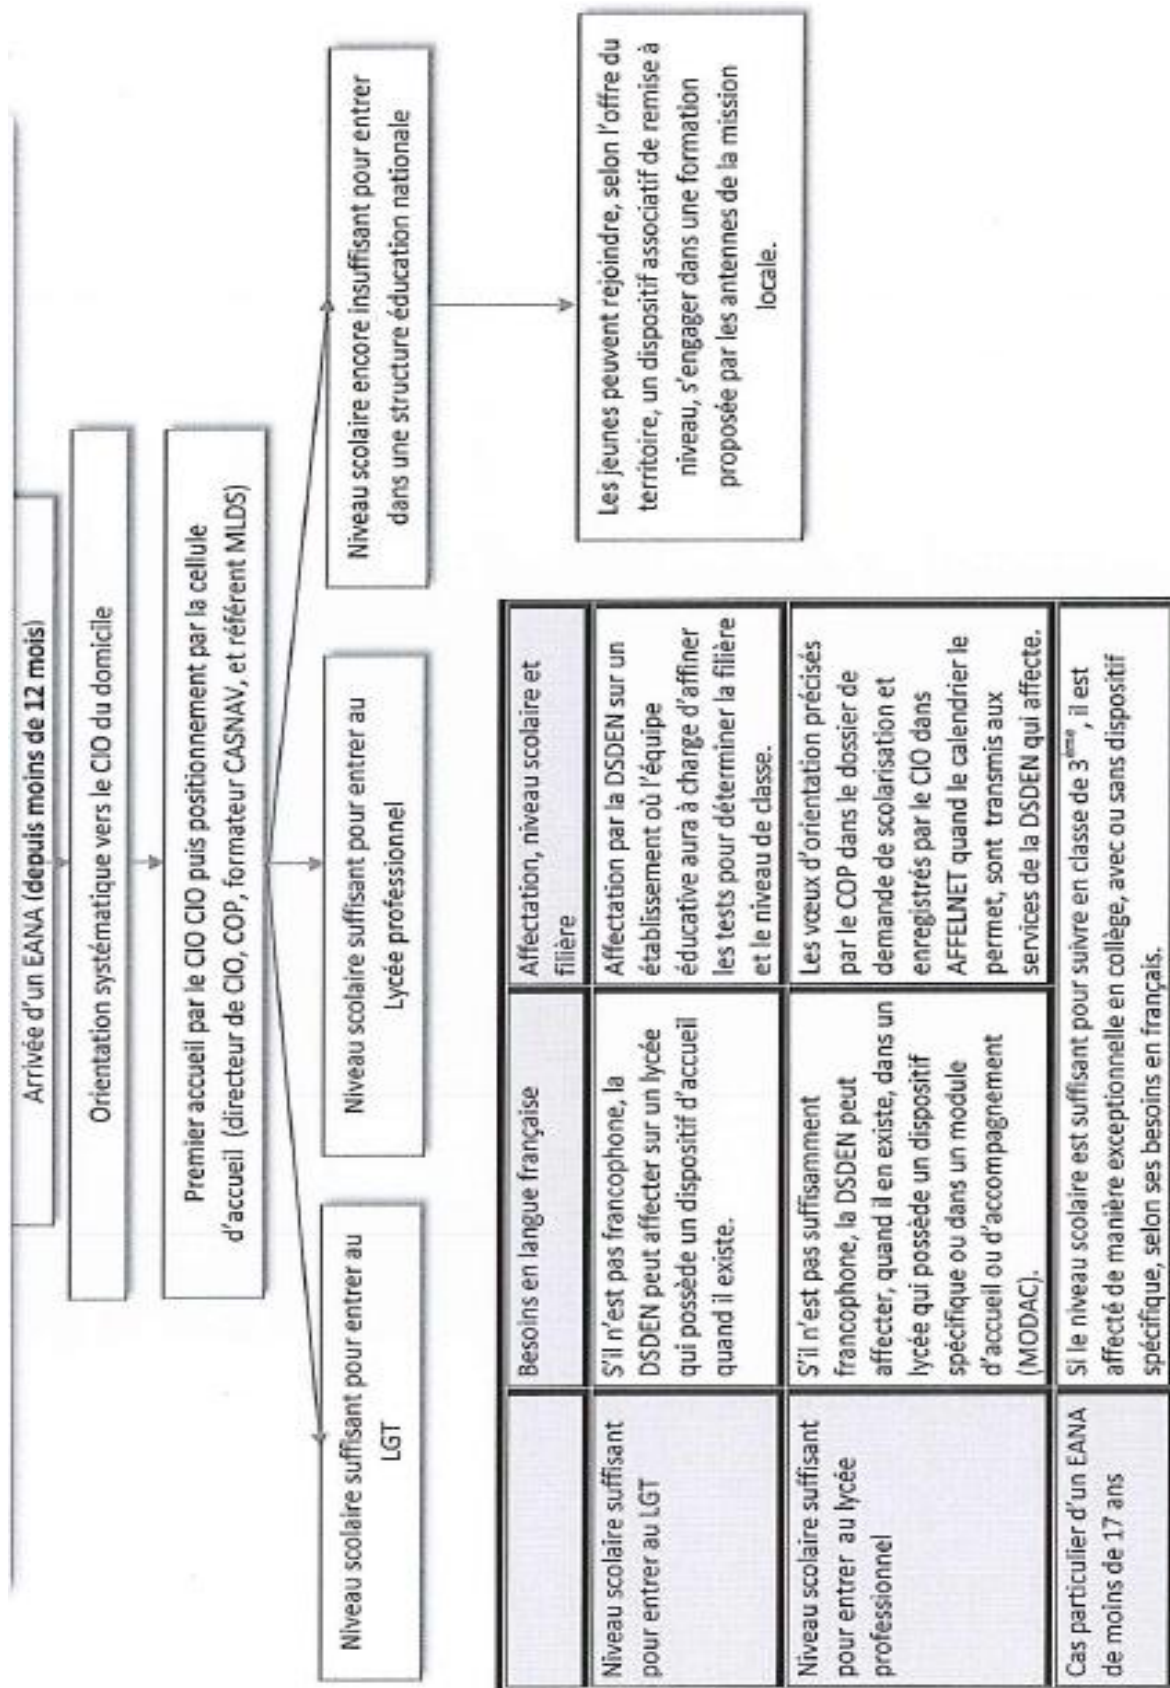 Arrivée d'un EANA (depuis moins de 12 mois)
Orientation systématique vers le CIO du domicile
Premier accueil par le CIO CIO puis positionnement par la cellule
d'accueil (directeur de CIO, COP, formateur CASNAV, et référent MLDS)
Niveau scolaire suffisant pour entrer au
LGT
Niveau scolaire suffisant pour entrer au
Lycée professionnel
Niveau scolaire encore insuffisant pour entrer
dans une structure éducation nationale
Les jeunes peuvent rejoindre, selon l'offre du
territoire, un dispositif associatif de remise à
niveau, s'engager dans une formation
proposée par les antennes de la mission
locale.
Besoins en langue française
Affectation, niveau scolaire et
filière
Niveau scolaire suffisant
pour entrer au LGT
S'il n'est pas francophone, la
DSDEN peut affecter sur un lycée
qui possède un dispositif d'accueil
quand il existe.
Affectation par la DSDEN sur un
établissement où l'équipe
éducative aura à charge d'affiner
les tests pour déterminer la filière
et le niveau de classe.
Niveau scolaire suffisant
pour entrer au lycée
professionnel
S'il n'est pas suffisamment
francophone, la DSDEN peut
affecter, quand il en existe, dans un
lycée qui possède un dispositif
spécifique ou dans un module
d'accueil ou d'accompagnement
(MODAC).
Les vœux d'orientation précisés
par le COP dans le dossier de
demande de scolarisation et
enregistrés par le CIO dans
AFFELNET quand le calendrier le
permet, sont transmis aux
services de la DSDEN qui affecte.
Cas particulier d'un EANA
de moins de 17 ans
Si le niveau scolaire est suffisant pour suivre en classe de 3ème, il est
affecté de manière exceptionnelle en collège, avec ou sans dispositif
spécifique, selon ses besoins en français.